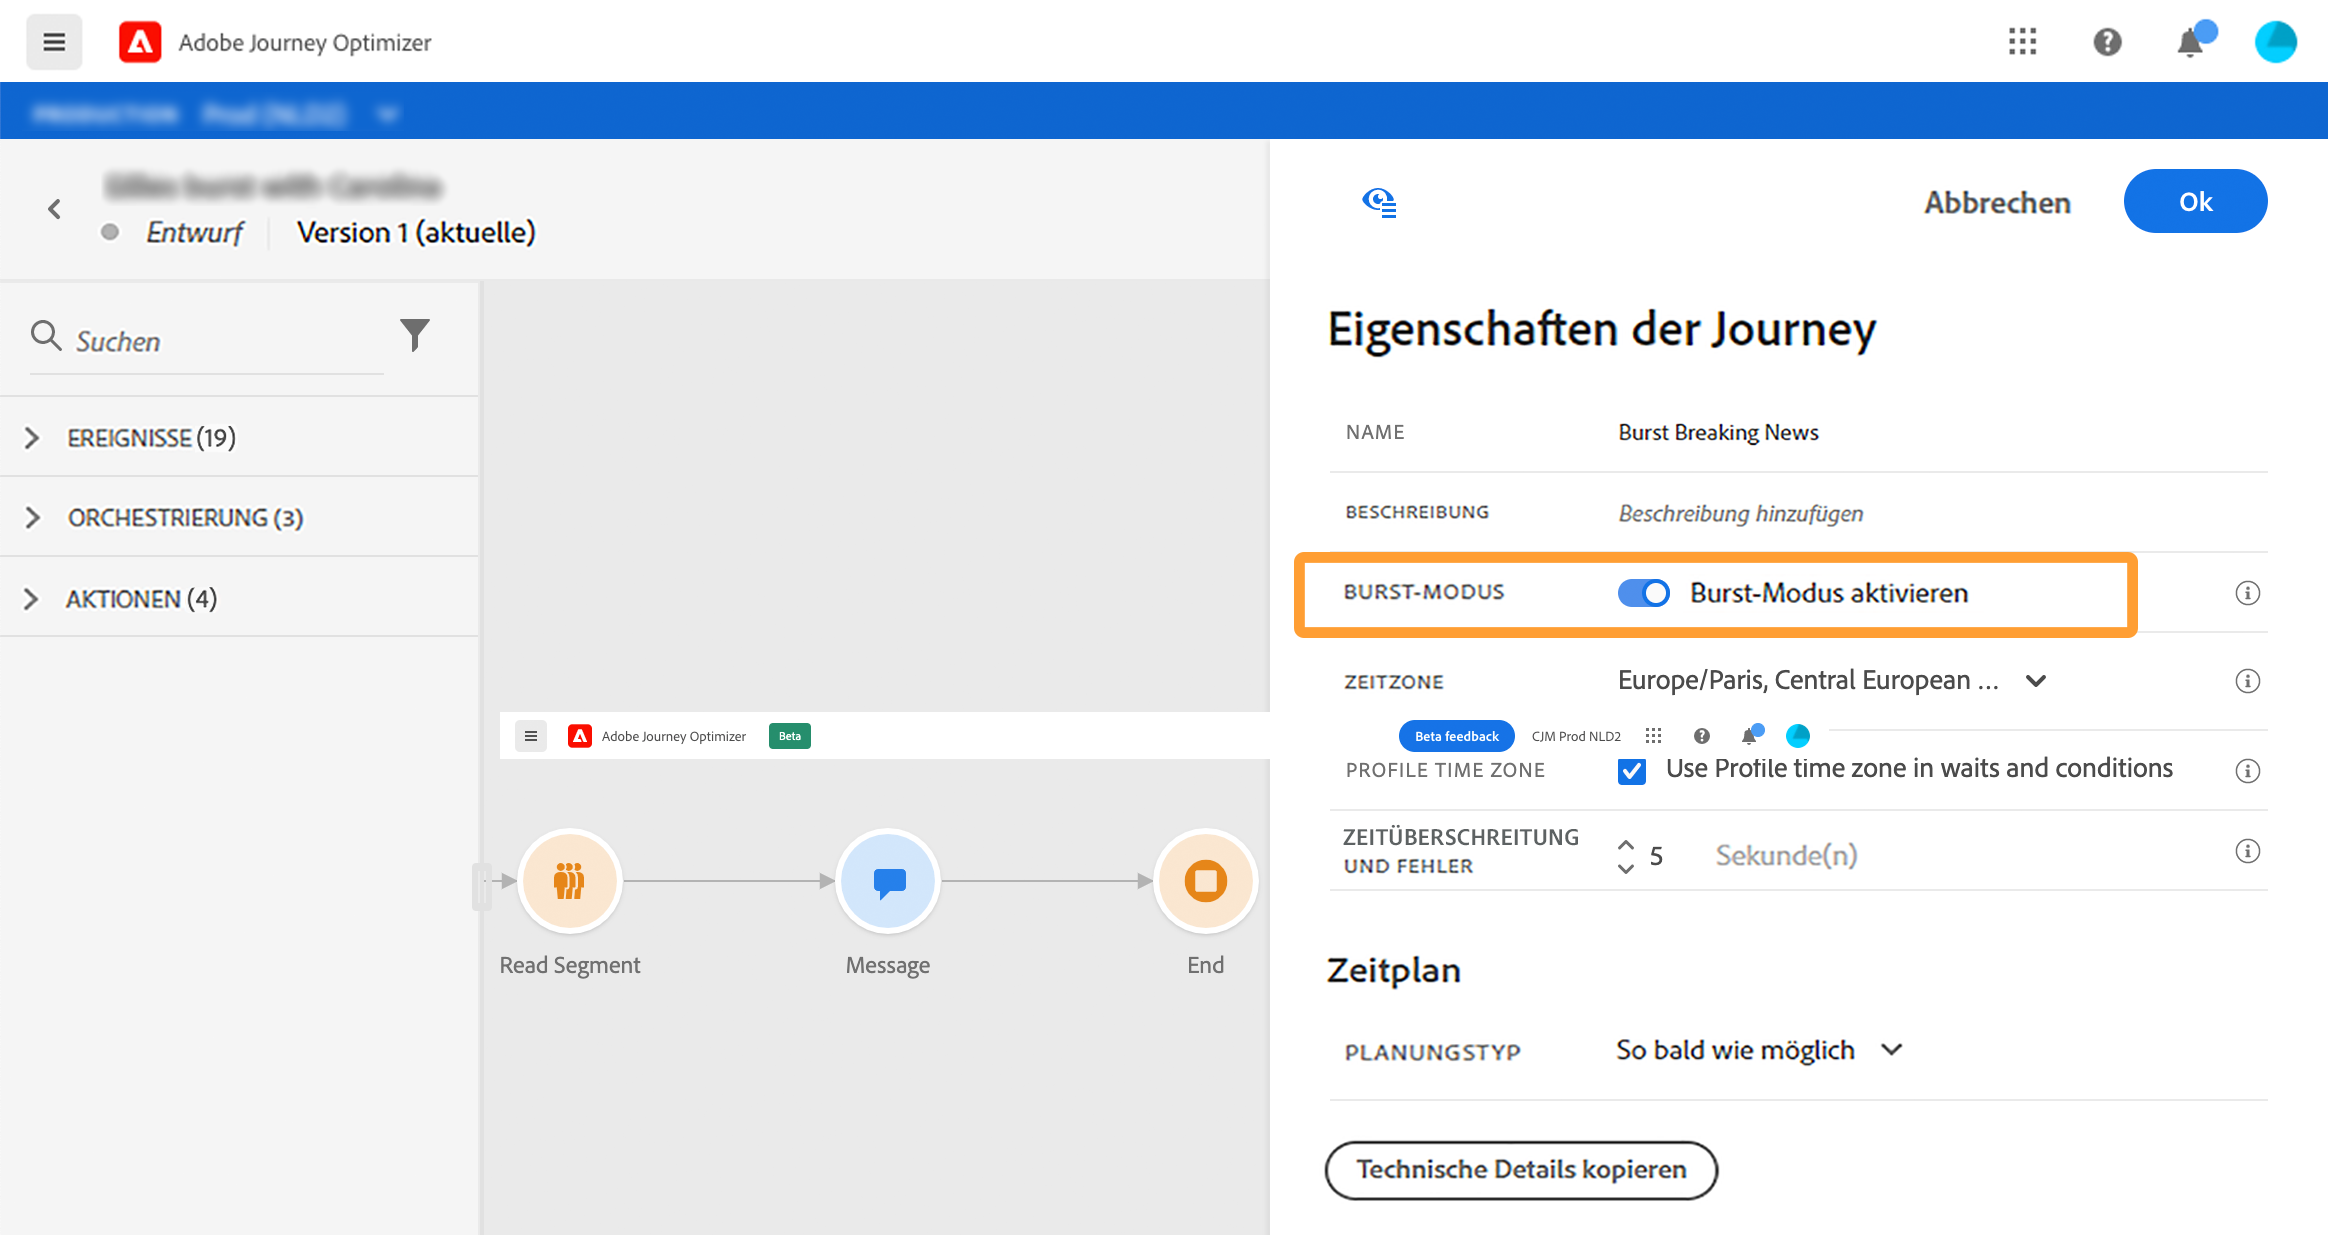 Adobe Journey Optimizer
Entwurf
Version 1 (aktuelle)
Abbrechen
Ok
Suchen
EREIGNISSE (19)
ORCHESTRIERUNG (3)
AKTIONEN (4)
Adobe Journey Optimizer
Beta
Read Segment
Message
End
Eigenschaften der Journey
NAME
Burst Breaking News
BESCHREIBUNG
Beschreibung hinzufügen
BURST-MODUS
Burst-Modus aktivieren
ZEITZONE
Europe/Paris, Central European ...
Beta feedback
CJM Prod NLD2
PROFILE TIME ZONE
Use Profile time zone in waits and conditions
ZEITÜBERSCHREITUNG
UND FEHLER
5
Sekunde(n)
Zeitplan
PLANUNGSTYP
So bald wie möglich
Technische Details kopieren